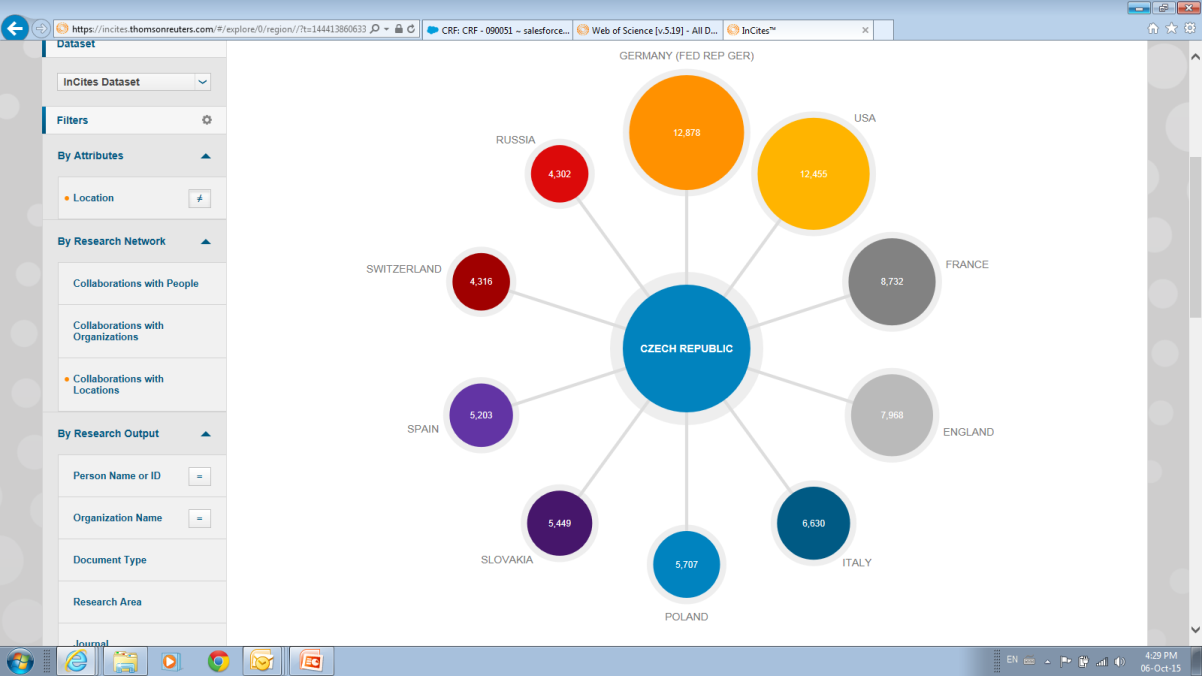 https://incites.thomsonreuters.com/#/explore/0/region//?t=144413860633
CRF: CRF - 090051 ~ salesforce...
Web of Science [v.5.19] - All D...
InCites™
Dataset
InCites Dataset
Filters
By Attributes
Location
≠
By Research Network
Collaborations with People
Collaborations with
Organizations
Collaborations with
Locations
By Research Output
Person Name or ID
=
Organization Name
=
Document Type
Research Area
Journal
GERMANY (FED REP GER)
12,878
USA
12,455
RUSSIA
4,302
FRANCE
8,732
SWITZERLAND
4,316
CZECH REPUBLIC
ENGLAND
7,968
SPAIN
5,203
ITALY
6,630
SLOVAKIA
5,449
POLAND
5,707
EN
4:29 PM
06-Oct-15